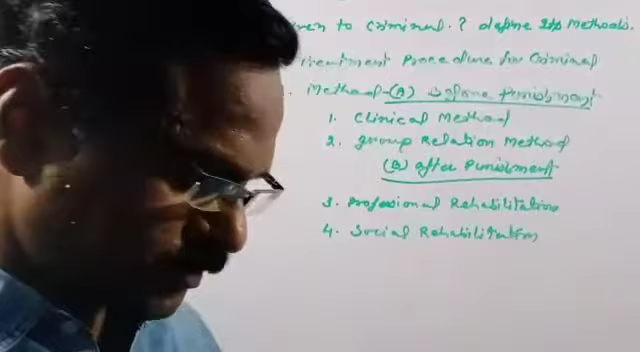 to Criminal. ? define its Methods.
Treatment Procedure for Criminal
Method-(A) before Punishment
1. Clinical Method
2. group Relation Method
(B) after Punishment
3. Professional Rehabilitation
4. Social Rehabilitation